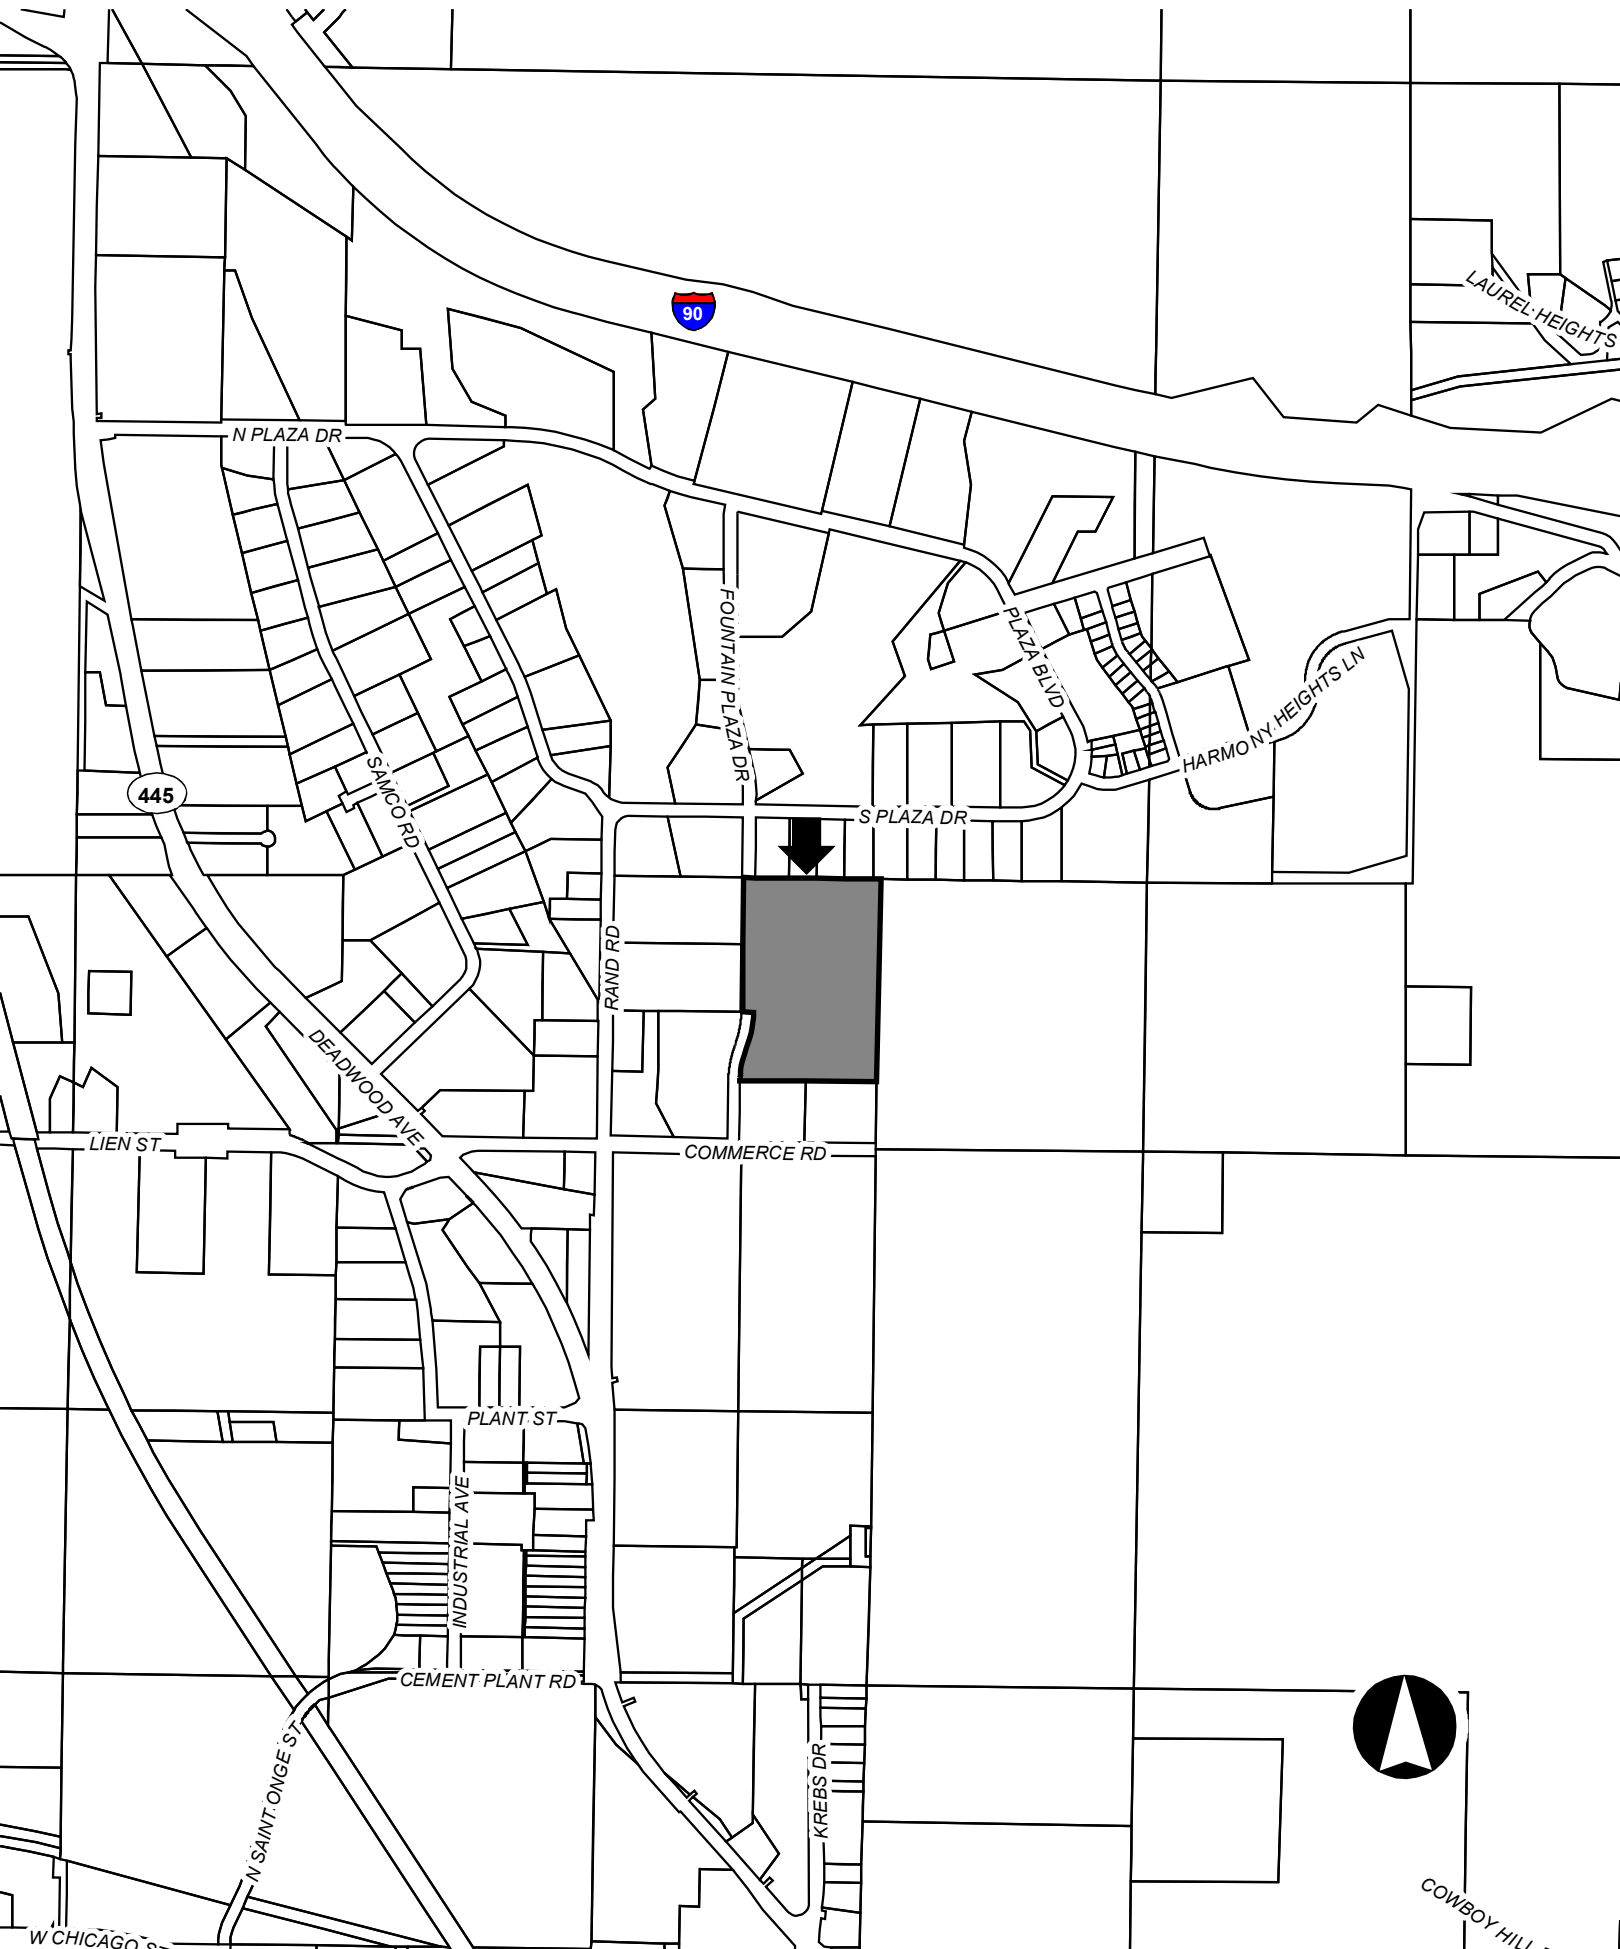 LAUREL HEIGHTS
90
N PLAZA DR
FOUNTAIN PLAZA DR
PLAZA BLVD
HARMONY HEIGHTS LN
SAMCO RD
445
S PLAZA DR
RAND RD
DEADWOOD AVE
LIEN ST
COMMERCE RD
PLANT ST
INDUSTRIAL AVE
CEMENT PLANT RD
N SAINT ONGE ST
KREBS DR
COWBOY HILL
W CHICAGO